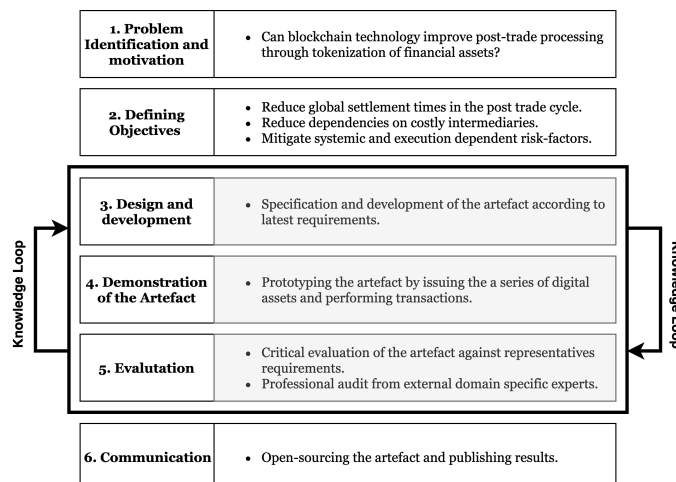 1. Problem
Identification and
motivation
• Can blockchain technology improve post-trade processing
through tokenization of financial assets?
2. Defining
Objectives
• Reduce global settlement times in the post trade cycle.
• Reduce dependencies on costly intermediaries.
• Mitigate systemic and execution dependent risk-factors.
Knowledge Loop
3. Design and
development
• Specification and development of the artefact according to
latest requirements.
4. Demonstration
of the Artefact
• Prototyping the artefact by issuing the a series of digital
assets and performing transactions.
5. Evalutation
• Critical evaluation of the artefact against representatives
requirements.
• Professional audit from external domain specific experts.
Knowledge Loop
6. Communication
• Open-sourcing the artefact and publishing results.